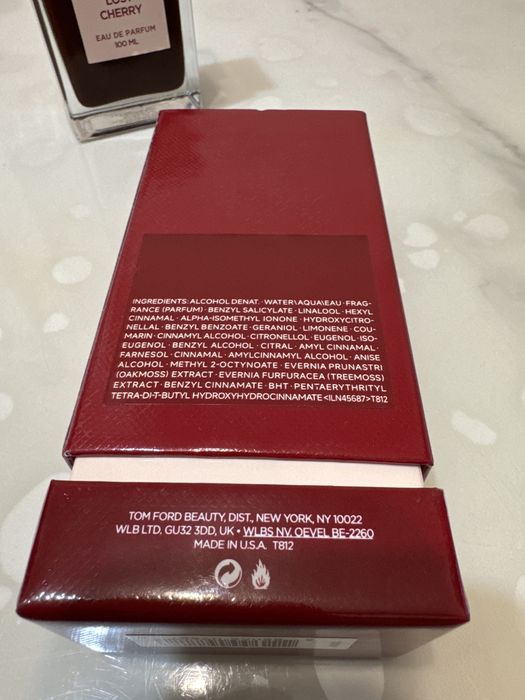 CHERRY
EAU DE PARFUM
100 ML
INGREDIENTS: ALCOHOL DENAT. · WATER\AQUA\EAU · FRAG-
RANCE (PARFUM) · BENZYL SALICYLATE · LINALOOL · HEXYL
CINNAMAL · ALPHA-ISOMETHYL IONONE · HYDROXYCITRO-
NELLAL · BENZYL BENZOATE · GERANIOL · LIMONENE · COU-
MARIN · CINNAMYL ALCOHOL · CITRONELLOL · EUGENOL · ISO-
EUGENOL · BENZYL ALCOHOL · CITRAL · AMYL CINNAMAL ·
FARNESOL · CINNAMAL · AMYLCINNAMYL ALCOHOL · ANISE
ALCOHOL · METHYL 2-OCTYNOATE · EVERNIA PRUNASTRI
(OAKMOSS) EXTRACT · EVERNIA FURFURACEA (TREEMOSS)
EXTRACT · BENZYL CINNAMATE · BHT · PENTAERYTHRITYL
TETRA-DI-T-BUTYL HYDROXYHYDROCINNAMATE <ILN45687>T812
TOM FORD BEAUTY, DIST., NEW YORK, NY 10022
WLB LTD, GU32 3DD, UK • WLBS NV. OEVEL BE-2260
MADE IN U.S.A. T812